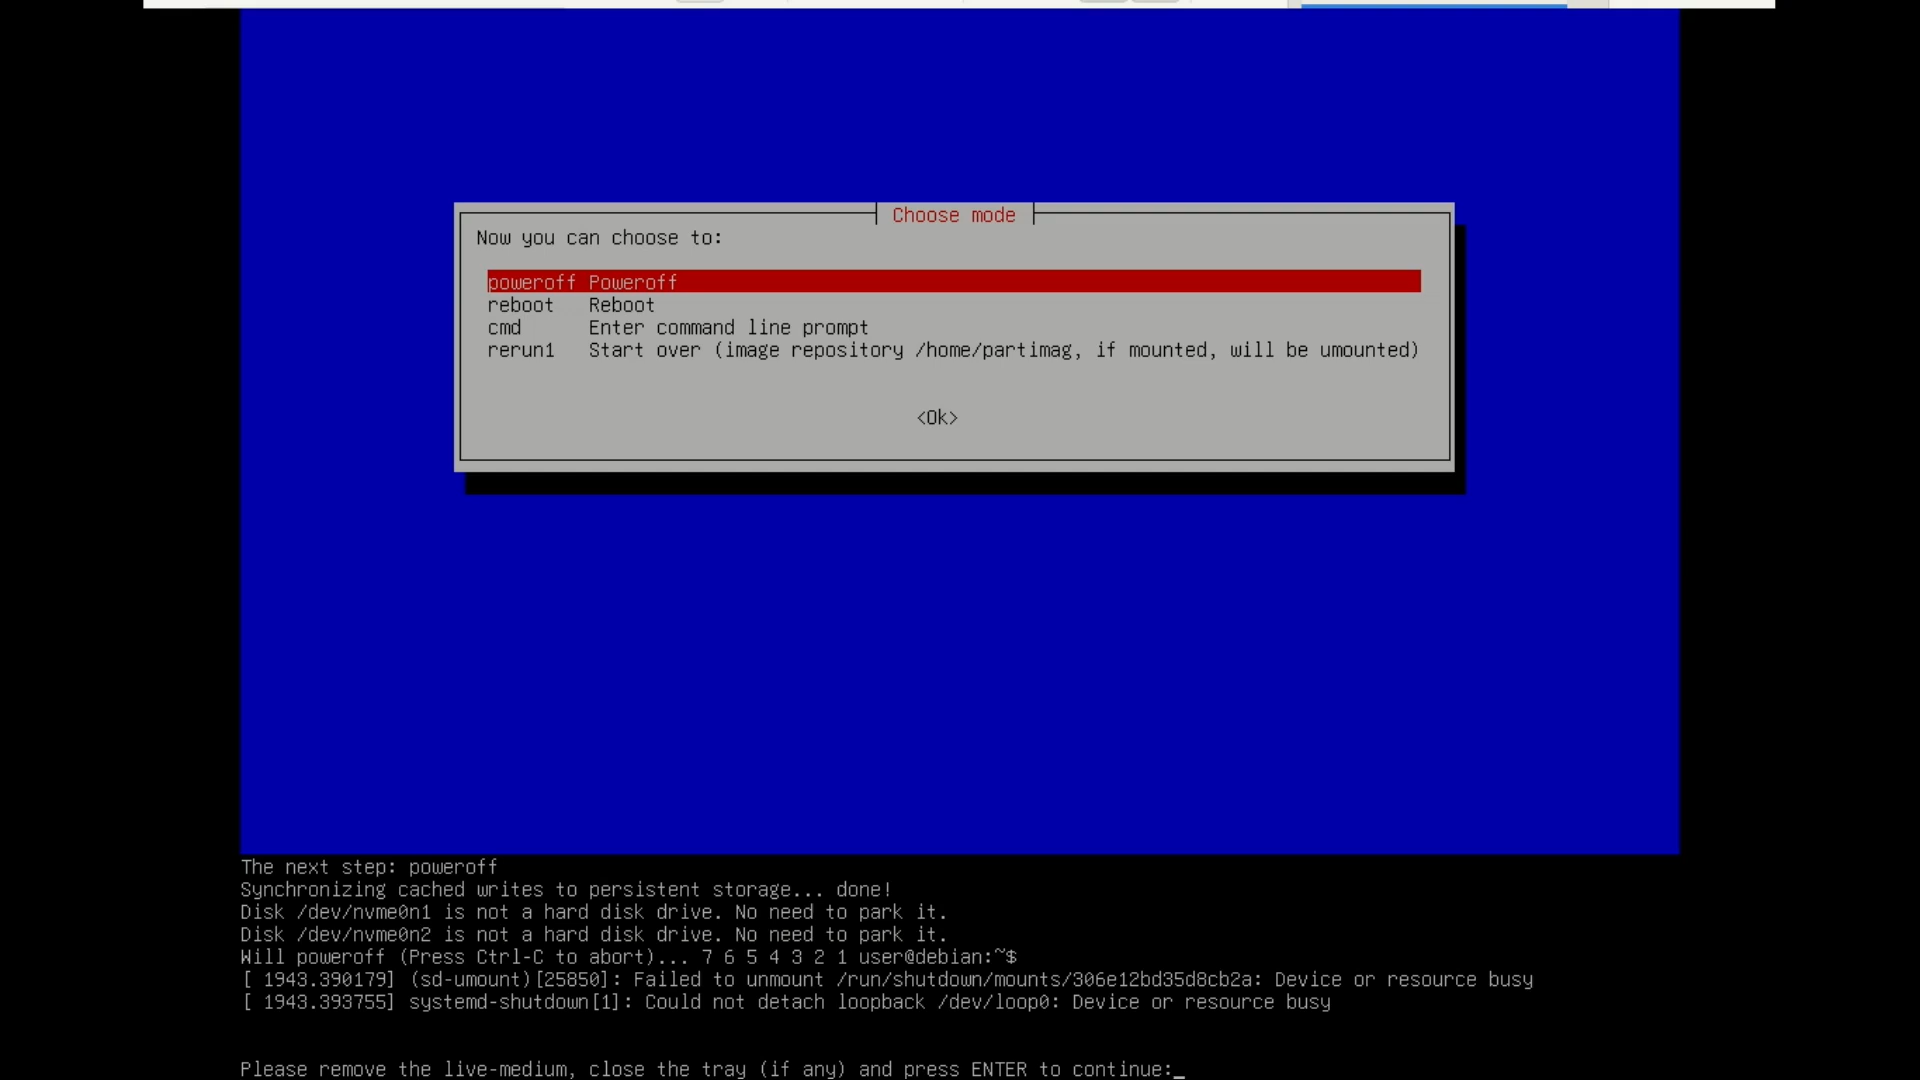 Choose mode
Now you can choose to:
poweroff Poweroff
reboot Reboot
cmd Enter command line prompt
rerun1 Start over (image repository /home/partimag, if mounted, will be umounted)
<Ok>
The next step: poweroff
Synchronizing cached writes to persistent storage... done!
Disk /dev/nvme0n1 is not a hard disk drive. No need to park it.
Disk /dev/nvme0n2 is not a hard disk drive. No need to park it.
Will poweroff (Press Ctrl-C to abort)... 7 6 5 4 3 2 1 user@debian:~$
[ 1943.390179] (sd-umount)[25850]: Failed to unmount /run/shutdown/mounts/306e12bd35d8cb2a: Device or resource busy
[ 1943.393755] systemd-shutdown[1]: Could not detach loopback /dev/loop0: Device or resource busy
Please remove the live-medium, close the tray (if any) and press ENTER to continue:_